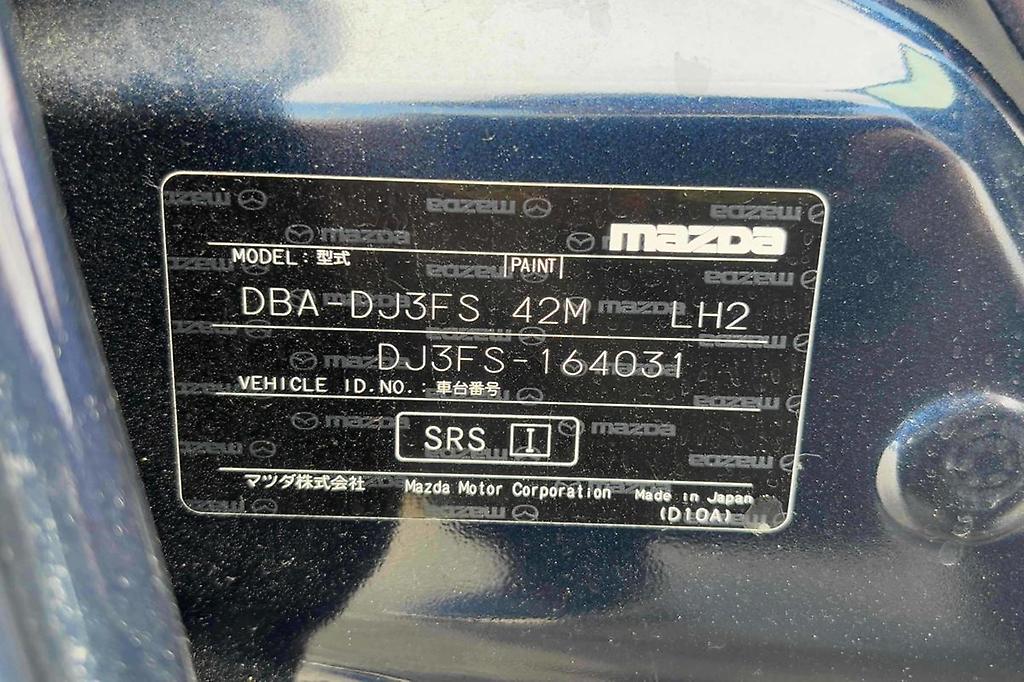 mazda
MODEL : 型式 PAINT
DBA-DJ3FS 42M LH2
DJ3FS-164031
VEHICLE ID.NO. : 車台番号
SRS I
マツダ株式会社 Mazda Motor Corporation Made in Japan
(D10A)